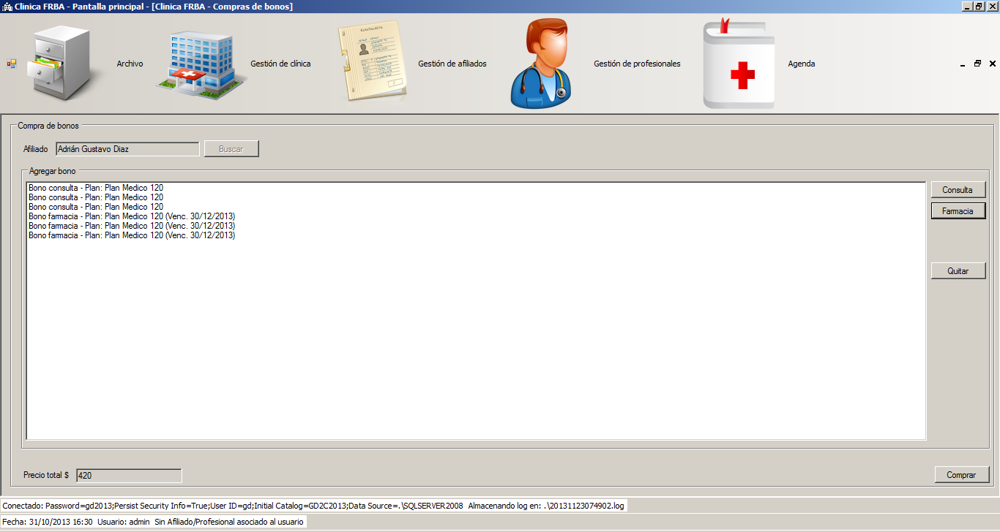 Clinica FRBA - Pantalla principal - [Clinica FRBA - Compras de bonos]
Archivo
Gestión de clínica
Gestión de afiliados
Gestión de profesionales
Agenda
Compra de bonos
Afiliado Adrián Gustavo Diaz Buscar
Agregar bono
Bono consulta - Plan: Plan Medico 120
Bono consulta - Plan: Plan Medico 120
Bono consulta - Plan: Plan Medico 120
Bono farmacia - Plan: Plan Medico 120 (Venc. 30/12/2013)
Bono farmacia - Plan: Plan Medico 120 (Venc. 30/12/2013)
Bono farmacia - Plan: Plan Medico 120 (Venc. 30/12/2013)
Consulta
Farmacia
Quitar
Precio total $ 420
Comprar
Conectado: Password=gd2013;Persist Security Info=True;User ID=gd;Initial Catalog=GD2C2013;Data Source=.\SQLSERVER2008 Almacenando log en: .\20131123074902.log
Fecha: 31/10/2013 16:30 Usuario: admin Sin Afiliado/Profesional asociado al usuario